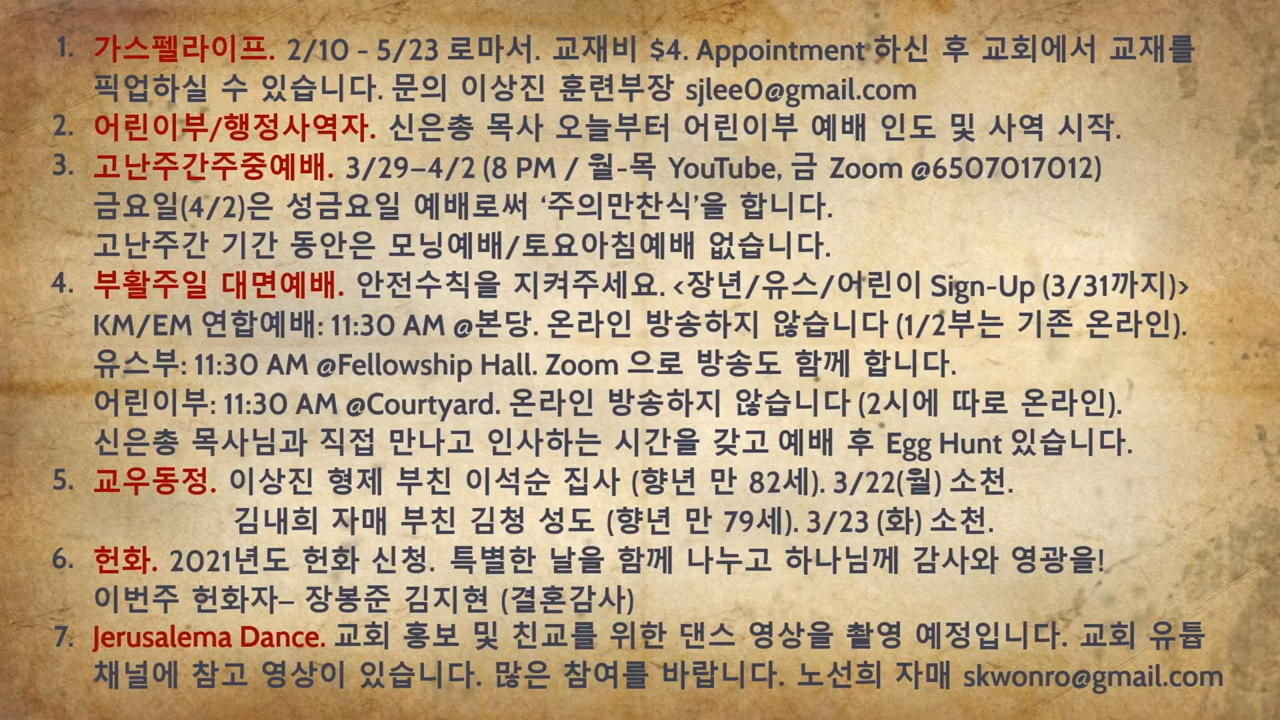 1. 가스펠라이프. 2/10 - 5/23 로마서. 교재비 $4. Appointment 하신 후 교회에서 교재를
픽업하실 수 있습니다. 문의 이상진 훈련부장 sjlee0@gmail.com
2. 어린이부/행정사역자. 신은총 목사 오늘부터 어린이부 예배 인도 및 사역 시작.
3. 고난주간주중예배. 3/29–4/2 (8 PM / 월-목 YouTube, 금 Zoom @6507017012)
금요일(4/2)은 성금요일 예배로써 ‘주의만찬식’을 합니다.
고난주간 기간 동안은 모닝예배/토요아침예배 없습니다.
4. 부활주일 대면예배. 안전수칙을 지켜주세요. <장년/유스/어린이 Sign-Up (3/31까지)>
KM/EM 연합예배: 11:30 AM @본당. 온라인 방송하지 않습니다 (1/2부는 기존 온라인).
유스부: 11:30 AM @Fellowship Hall. Zoom 으로 방송도 함께 합니다.
어린이부: 11:30 AM @Courtyard. 온라인 방송하지 않습니다 (2시에 따로 온라인).
신은총 목사님과 직접 만나고 인사하는 시간을 갖고 예배 후 Egg Hunt 있습니다.
5. 교우동정. 이상진 형제 부친 이석순 집사 (향년 만 82세). 3/22(월) 소천.
김내희 자매 부친 김청 성도 (향년 만 79세). 3/23 (화) 소천.
6. 헌화. 2021년도 헌화 신청. 특별한 날을 함께 나누고 하나님께 감사와 영광을!
이번주 헌화자– 장봉준 김지현 (결혼감사)
7. Jerusalema Dance. 교회 홍보 및 친교를 위한 댄스 영상을 촬영 예정입니다. 교회 유튭
채널에 참고 영상이 있습니다. 많은 참여를 바랍니다. 노선희 자매 skwonro@gmail.com